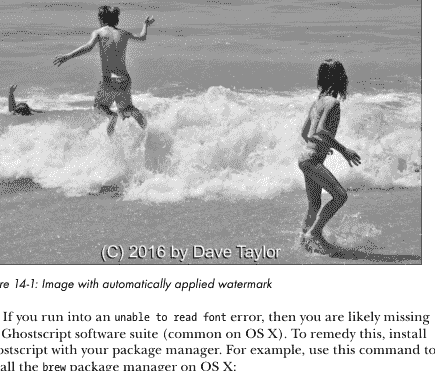 (C) 2016 by Dave Taylor
re 14-1: Image with automatically applied watermark
If you run into an unable to read font error, then you are likely missing
Ghostscript software suite (common on OS X). To remedy this, install
ostscript with your package manager. For example, use this command to
all the brew package manager on OS X: